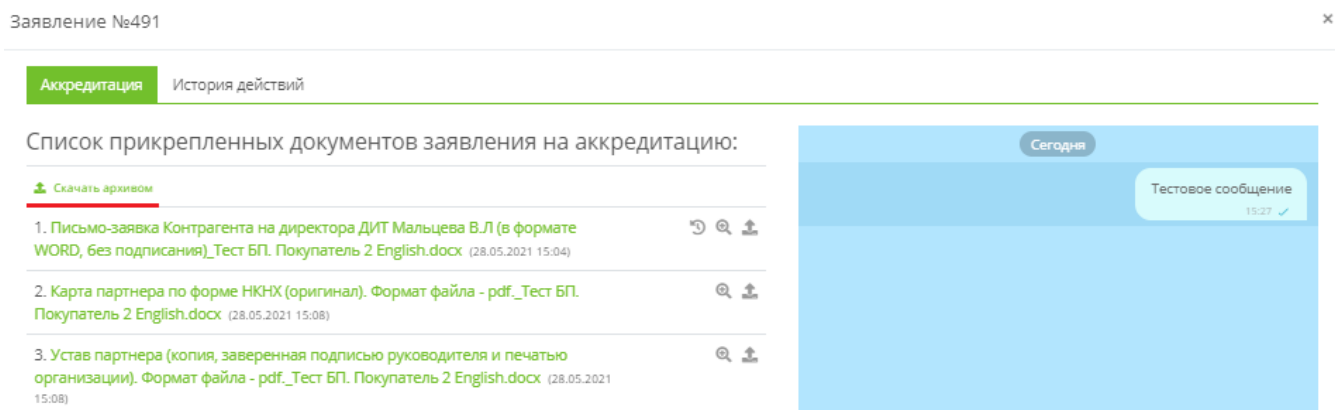 Заявление №491
×
Аккредитация
История действий
Список прикрепленных документов заявления на аккредитацию:
Скачать архивом
1. Письмо-заявка Контрагента на директора ДИТ Мальцева В.Л (в формате
WORD, без подписания)_Тест БП. Покупатель 2 English.docx (28.05.2021 15:04)
2. Карта партнера по форме НКНХ (оригинал). Формат файла - pdf._Тест БП.
Покупатель 2 English.docx (28.05.2021 15:08)
3. Устав партнера (копия, заверенная подписью руководителя и печатью
организации). Формат файла - pdf._Тест БП. Покупатель 2 English.docx (28.05.2021
15:08)
Сегодня
Тестовое сообщение
15:27